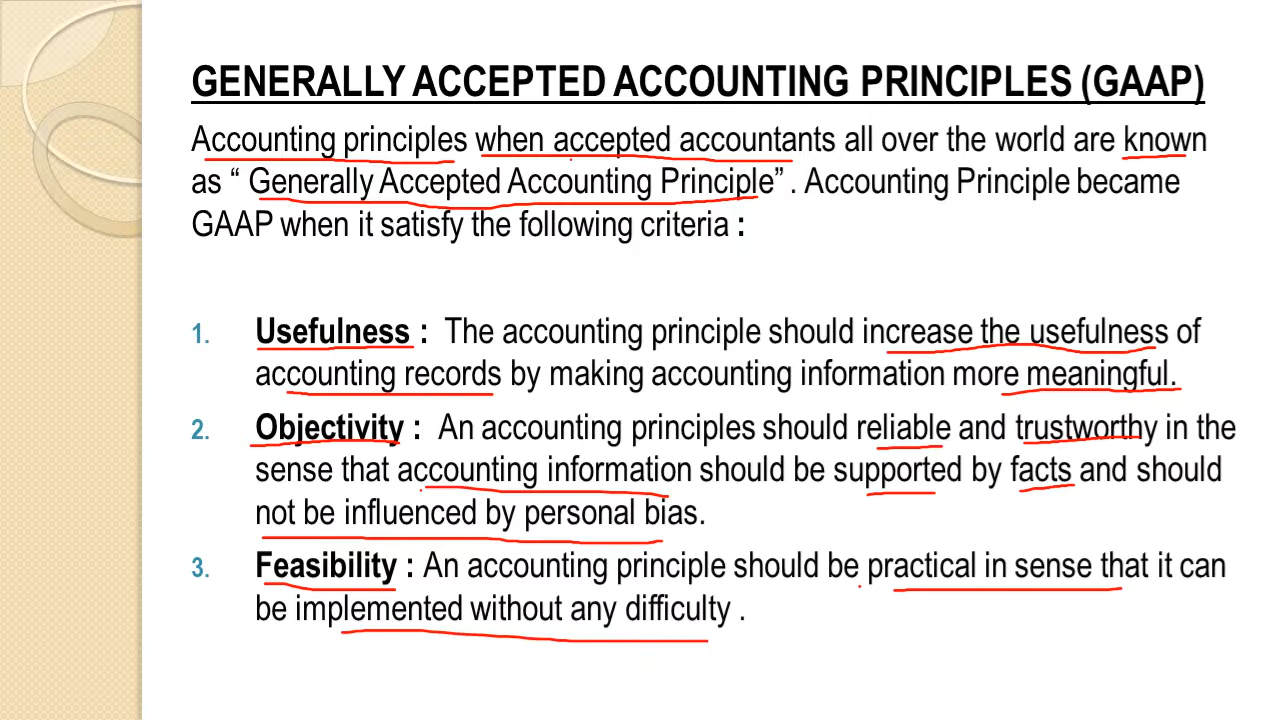 GENERALLY ACCEPTED ACCOUNTING PRINCIPLES (GAAP)
Accounting principles when accepted accountants all over the world are known
as “ Generally Accepted Accounting Principle” . Accounting Principle became
GAAP when it satisfy the following criteria :
1. Usefulness : The accounting principle should increase the usefulness of
accounting records by making accounting information more meaningful.
2. Objectivity : An accounting principles should reliable and trustworthy in the
sense that accounting information should be supported by facts and should
not be influenced by personal bias.
3. Feasibility : An accounting principle should be practical in sense that it can
be implemented without any difficulty .